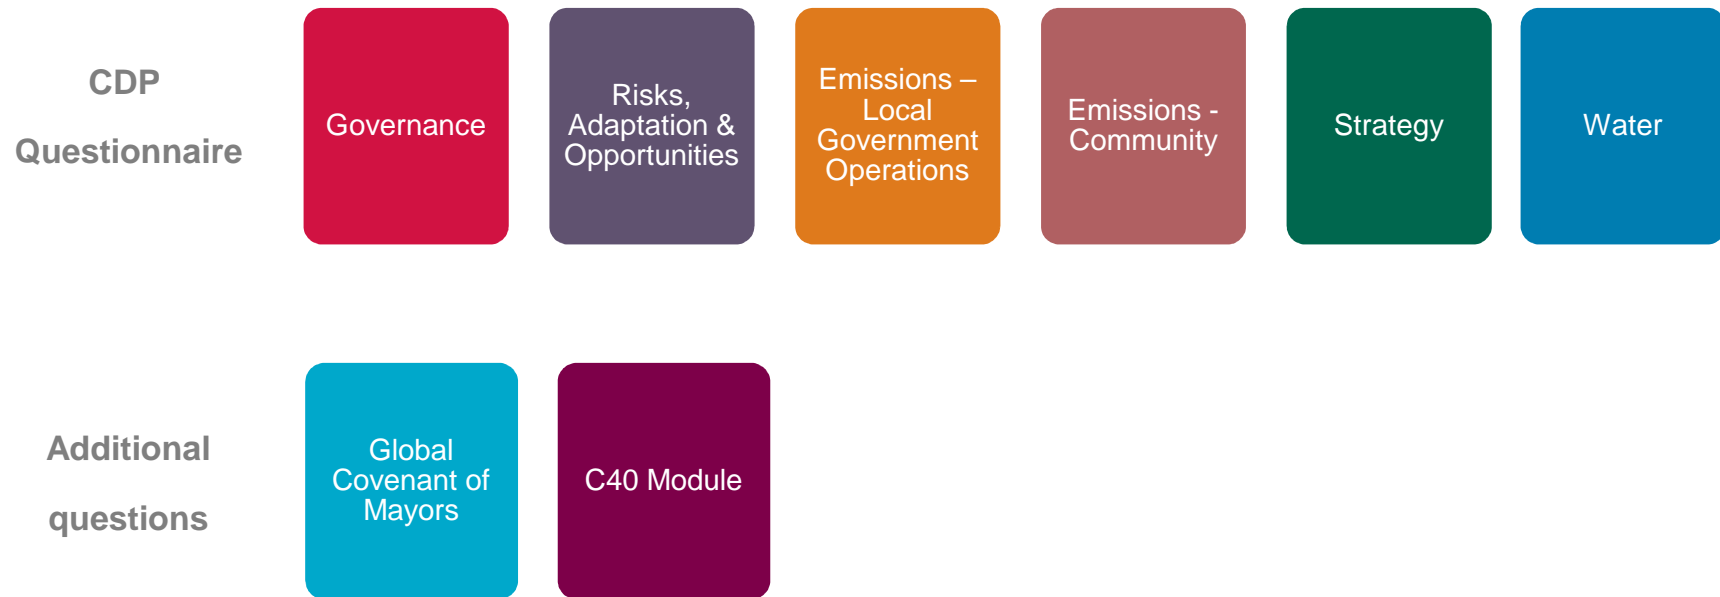 CDP
Questionnaire
Governance
Risks,
Adaptation &
Opportunities
Emissions –
Local
Government
Operations
Emissions -
Community
Strategy
Water
Additional
questions
Global
Covenant of
Mayors
C40 Module